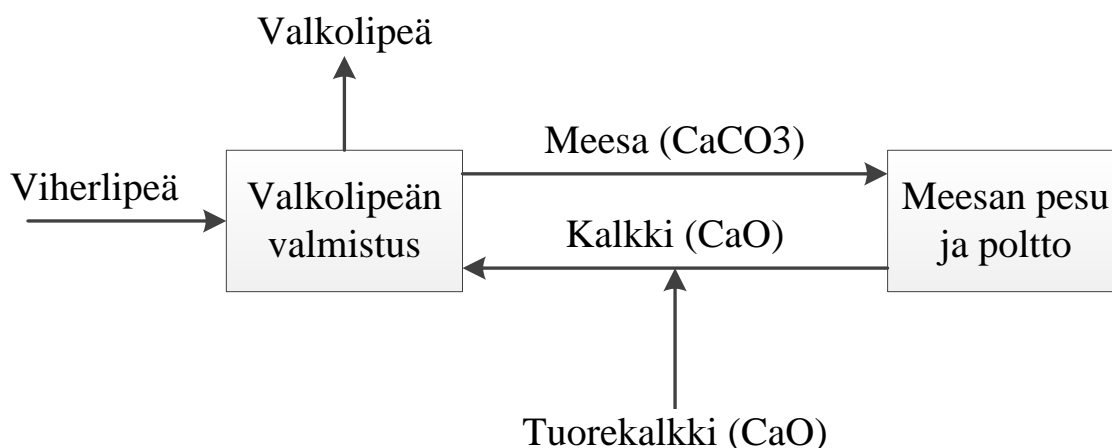 Valkolipeä
Meesa (CaCO3)
Viherlipeä
Valkolipeän
valmistus
Meesan pesu
ja poltto
Kalkki (CaO)
Tuorekalkki (CaO)